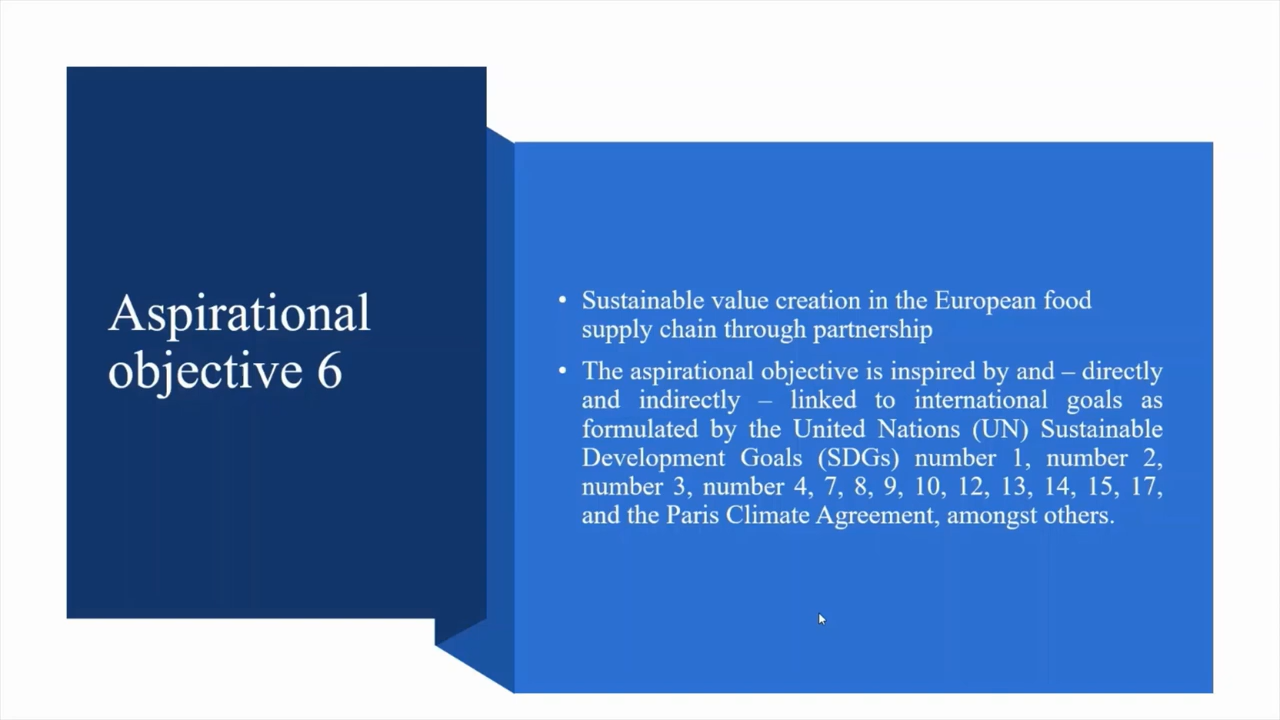 Aspirational
objective 6
• Sustainable value creation in the European food
supply chain through partnership
• The aspirational objective is inspired by and – directly
and indirectly – linked to international goals as
formulated by the United Nations (UN) Sustainable
Development Goals (SDGs) number 1, number 2,
number 3, number 4, 7, 8, 9, 10, 12, 13, 14, 15, 17,
and the Paris Climate Agreement, amongst others.